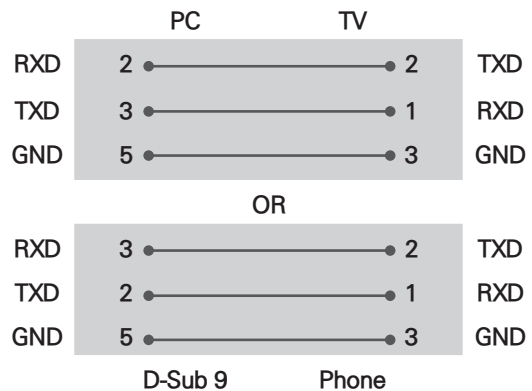 PC TV
RXD 2 2 TXD
TXD 3 1 RXD
GND 5 3 GND
OR
RXD 3 2 TXD
TXD 2 1 RXD
GND 5 3 GND
D-Sub 9 Phone